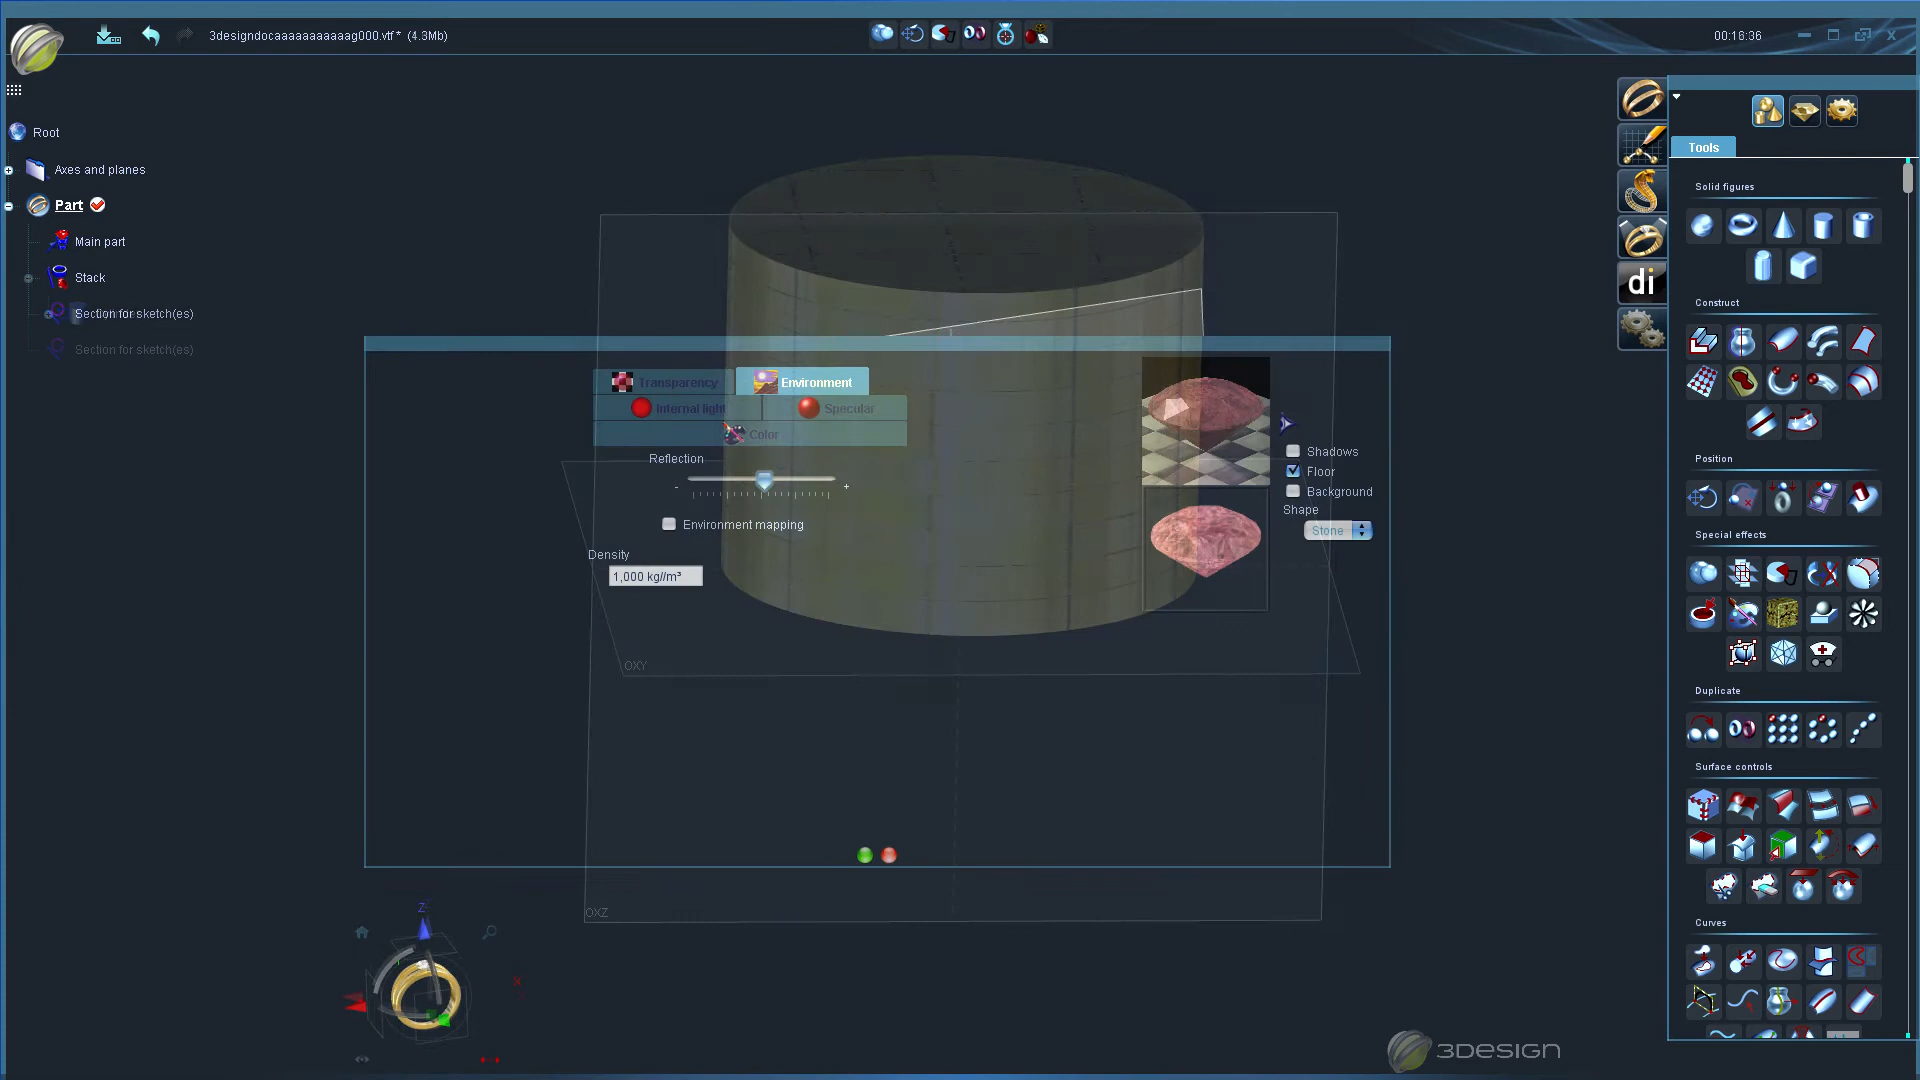 3designdocaaaaaaaaaaag000.vtf* (4.3Mb)
00:16:36
Root
Axes and planes
Part
Main part
Stack
Section for sketch(es)
Section for sketch(es)
Transparency
Environment
Internal light
Specular
Color
Reflection
- +
Environment mapping
Density
1,000 kg//m³
Shadows
Floor
Background
Shape
Stone
OXY
OXZ
Z
X
3DESIGN
di
Tools
Solid figures
Construct
Position
Special effects
Duplicate
Surface controls
Curves